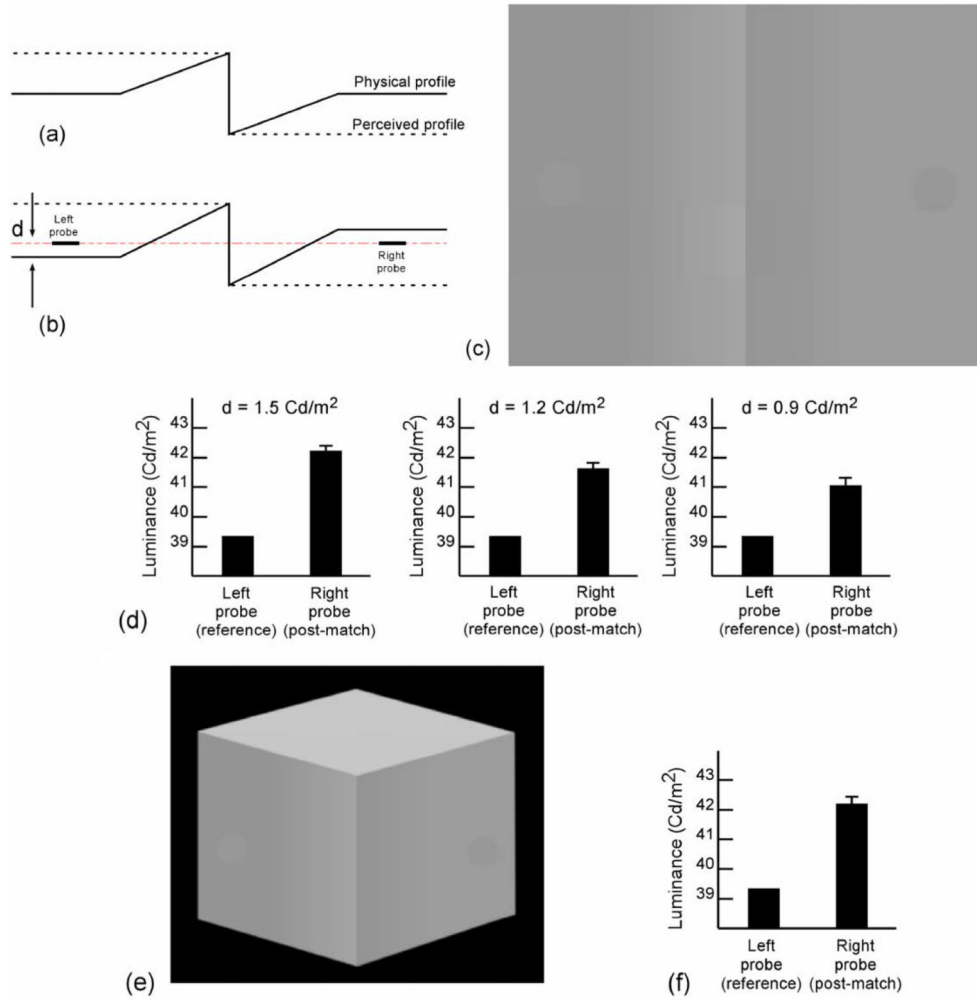 Physical profile
Perceived profile
(a)
d
Left
probe
Right
probe
(b)
(c)
d = 1.5 Cd/m²
Luminance (Cd/m²)
43
42
41
40
39
Left
probe
(reference)
Right
probe
(post-match)
d = 1.2 Cd/m²
Luminance (Cd/m²)
43
42
41
40
39
Left
probe
(reference)
Right
probe
(post-match)
d = 0.9 Cd/m²
Luminance (Cd/m²)
43
42
41
40
39
Left
probe
(reference)
Right
probe
(post-match)
(d)
(e)
Luminance (Cd/m²)
43
42
41
40
39
Left
probe
(reference)
Right
probe
(post-match)
(f)